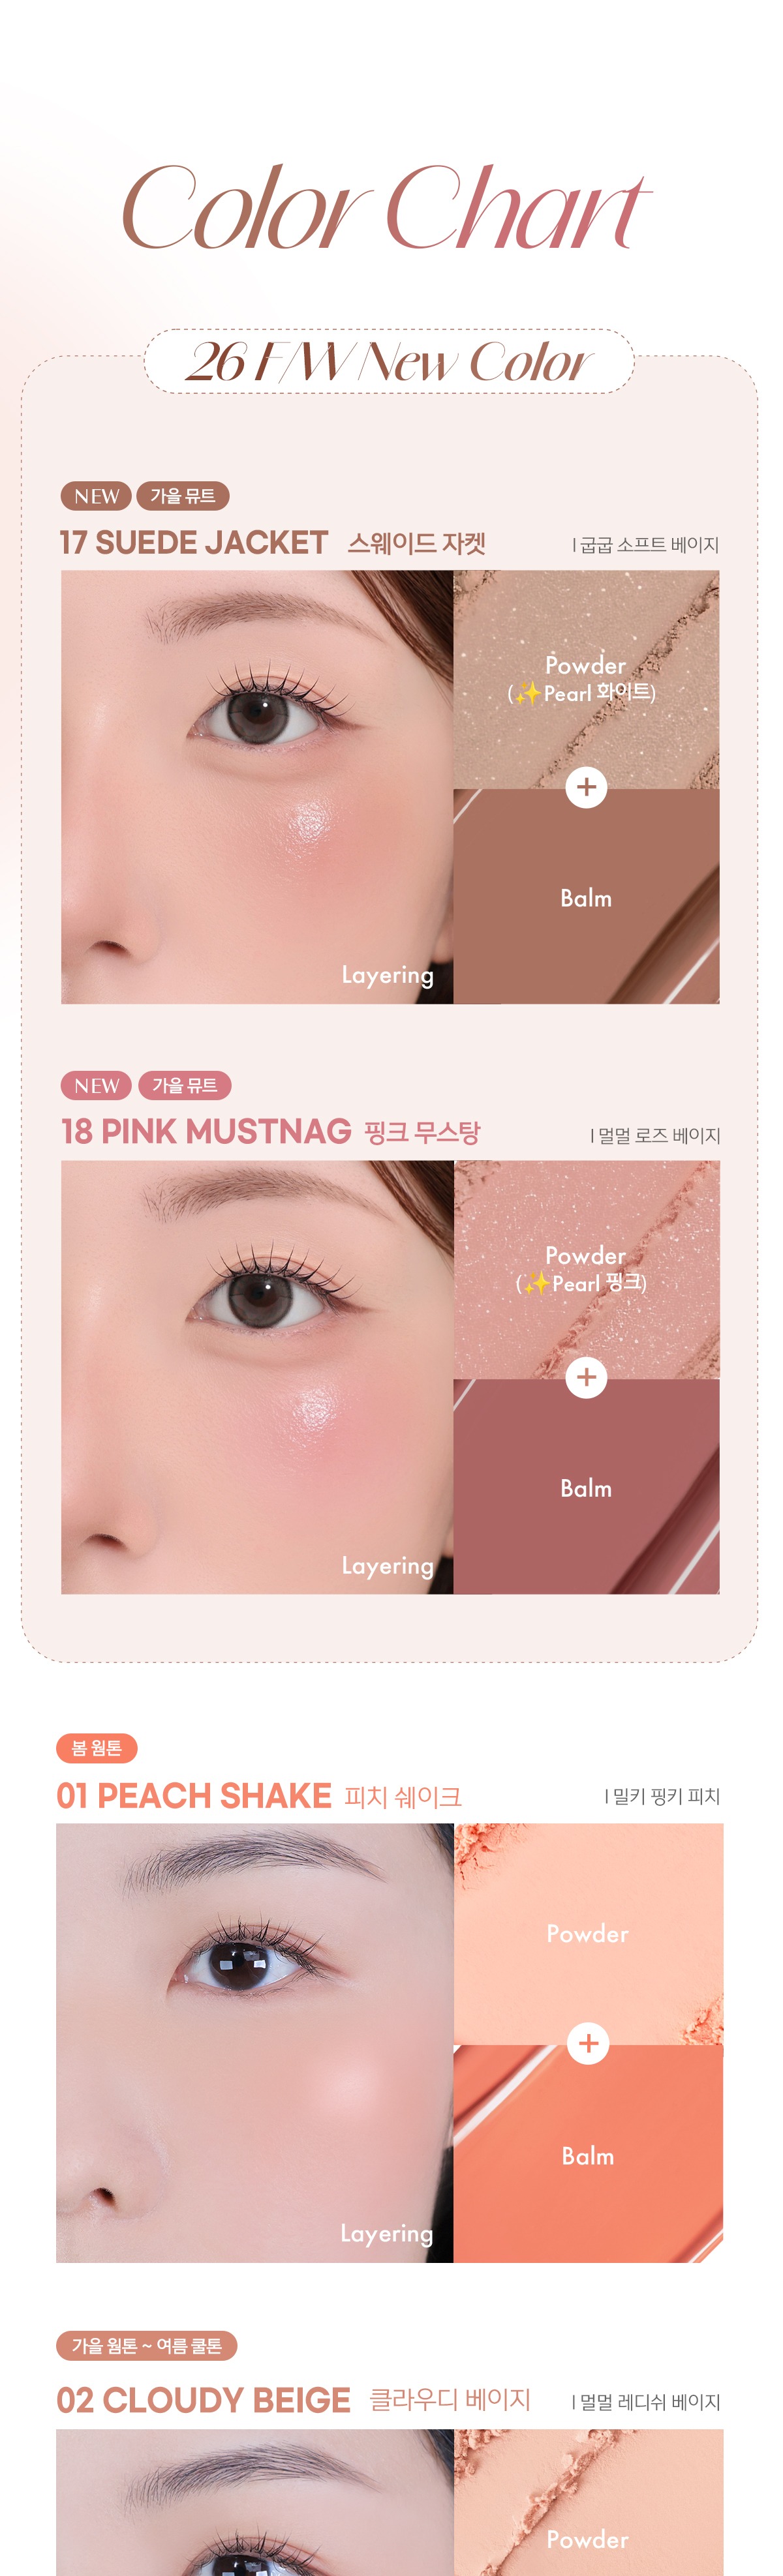 Color Chart
26 F/W New Color
NEW 가을 뮤트
17 SUEDE JACKET 스웨이드 자켓 | 굽굽 소프트 베이지
Powder
(✨Pearl 화이트)
+
Balm
Layering
NEW 가을 뮤트
18 PINK MUSTNAG 핑크 무스탕 | 멀멀 로즈 베이지
Powder
(✨Pearl 핑크)
+
Balm
Layering
봄 웜톤
01 PEACH SHAKE 피치 쉐이크 | 밀키 핑키 피치
Powder
+
Balm
Layering
가을 웜톤 ~ 여름 쿨톤
02 CLOUDY BEIGE 클라우디 베이지 | 멀멀 레디쉬 베이지
Powder